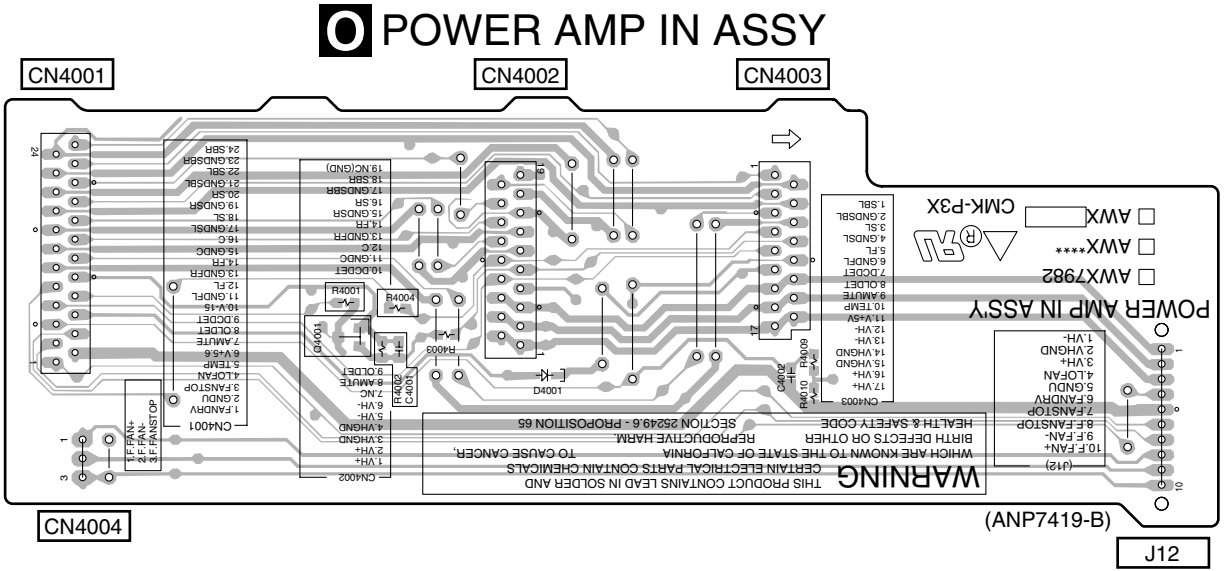 O POWER AMP IN ASSY
CN4001
CN4002
CN4003
24
24.SBR
23.GNDSBR
22.SBL
21.GNDSBL
20.SR
19.GNDSR
18.SL
17.GNDSL
16.C
15.GNDC
14.FR
13.GNDFR
12.FL
11.GNDFL
10.V-15
9.DCDET
8.OLDET
7.AMUTE
6.V+5.6
5.TEMP
4.LOFAN
3.FANSTOP
2.GNDU
1.FANDRV
CN4001
1
1
3
1.F.FAN+
2.F.FAN-
3.F.FANSTOP
19.NC(GND)
18.SBR
17.GNDSBR
16.SR
15.GNDSR
14.FR
13.GNDFR
12.C
11.GNDC
10.DCDET
R4001
R4004
Q4001
R4003
R4002
C4001
9.OLDET
8.AMUTE
7.NC
6.VH-
5.VH-
4.VHGND
3.VHGND
2.VH+
1.VH+
CN4002
19
1
D4001
1
17
1.SBL
2.GNDSBL
3.SL
4.GNDSL
5.FL
6.GNDFL
7.DCDET
8.OLDET
9.AMUTE
10.TEMP
11.V+5V
12.VH-
13.VH-
14.VHGND
15.VHGND
16.VH+
17.VH+
CN4003
C4002
R4009
R4010
CMK-P3X
AWX
AWX****
AWX7982
POWER AMP IN ASS'Y
1.VH-
2.VHGND
3.VH+
4.LOFAN
5.GNDU
6.FANDRV
7.FANSTOP
8.F.FANSTOP
9.F.FAN-
10.F.FAN+
(J12)
1
10
WARNING
THIS PRODUCT CONTAINS LEAD IN SOLDER AND
CERTAIN ELECTRICAL PARTS CONTAIN CHEMICALS
WHICH ARE KNOWN TO THE STATE OF CALIFORNIA TO CAUSE CANCER,
BIRTH DEFECTS OR OTHER REPRODUCTIVE HARM.
HEALTH & SAFETY CODE SECTION 25249.6 - PROPOSITION 65
CN4004
(ANP7419-B)
J12